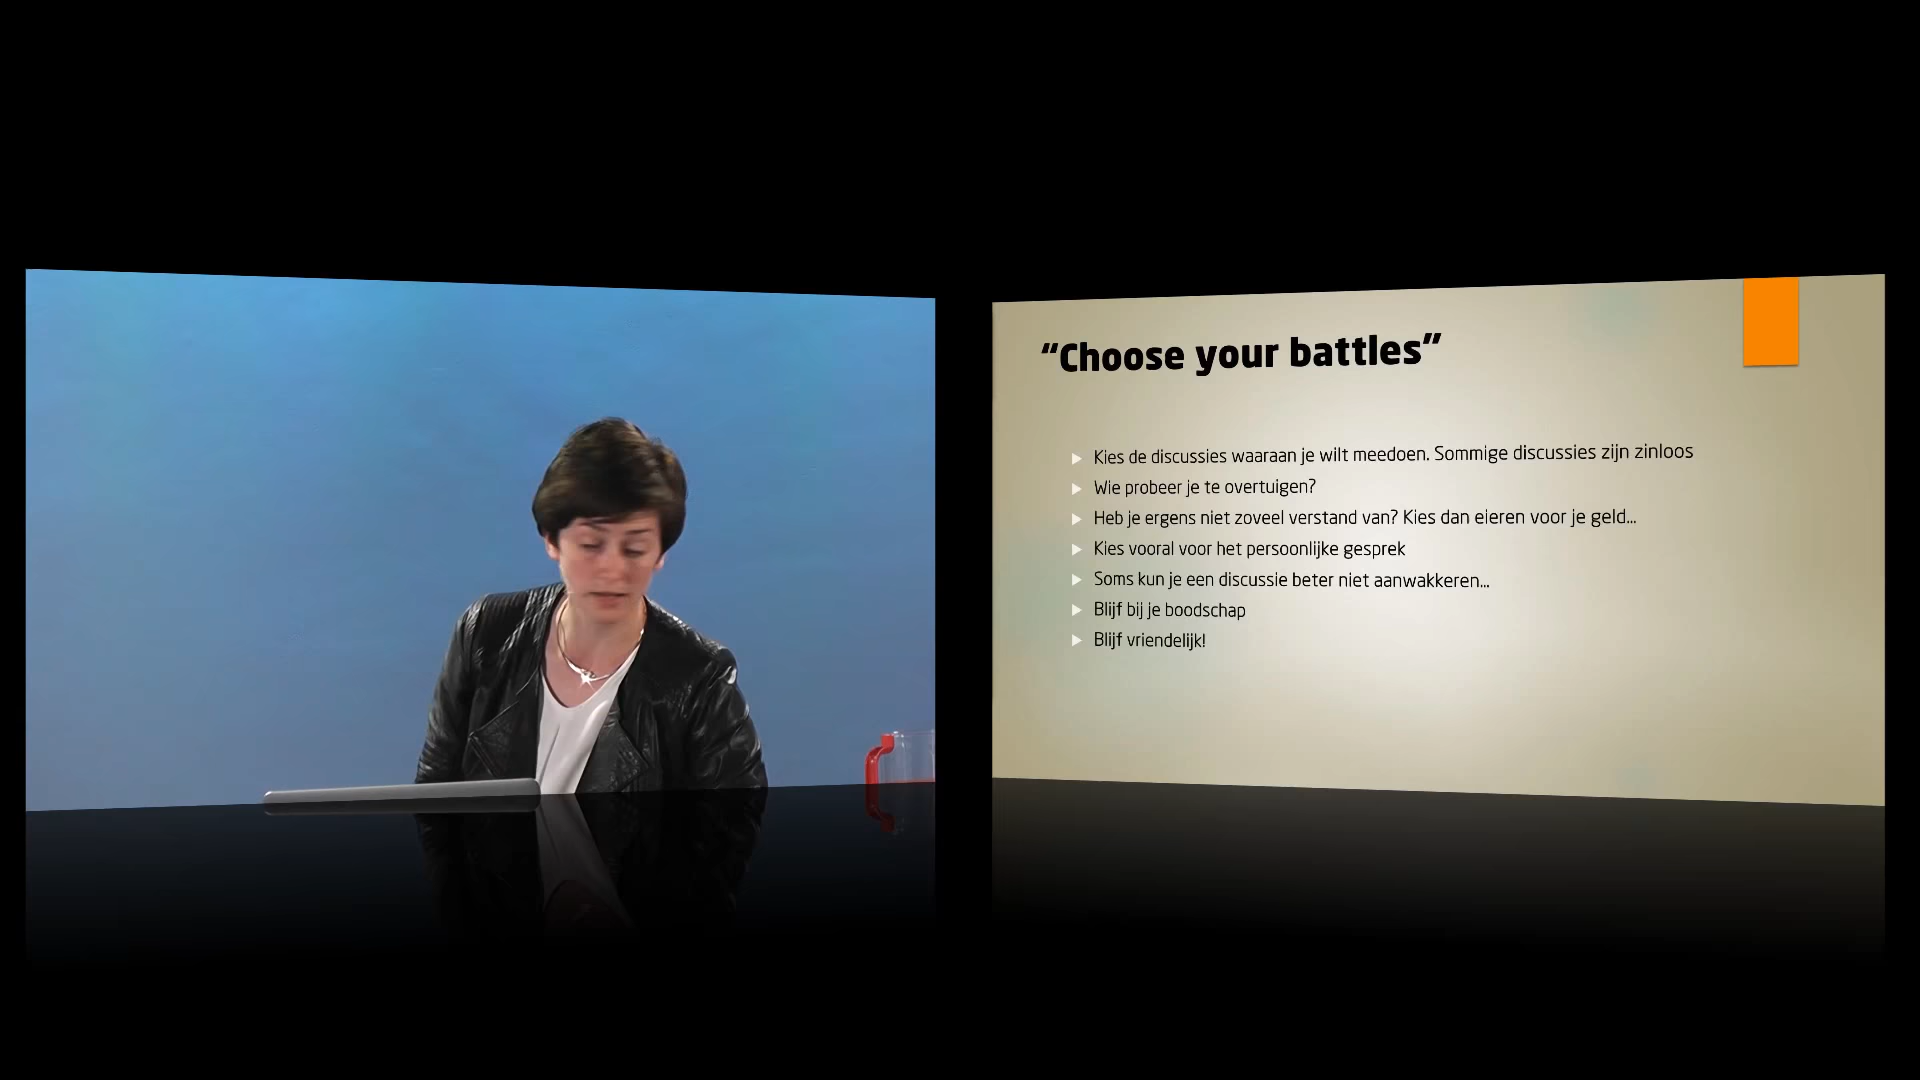 “Choose your battles”
Kies de discussies waaraan je wilt meedoen. Sommige discussies zijn zinloos
Wie probeer je te overtuigen?
Heb je ergens niet zoveel verstand van? Kies dan eieren voor je geld...
Kies vooral voor het persoonlijke gesprek
Soms kun je een discussie beter niet aanwakkeren...
Blijf bij je boodschap
Blijf vriendelijk!